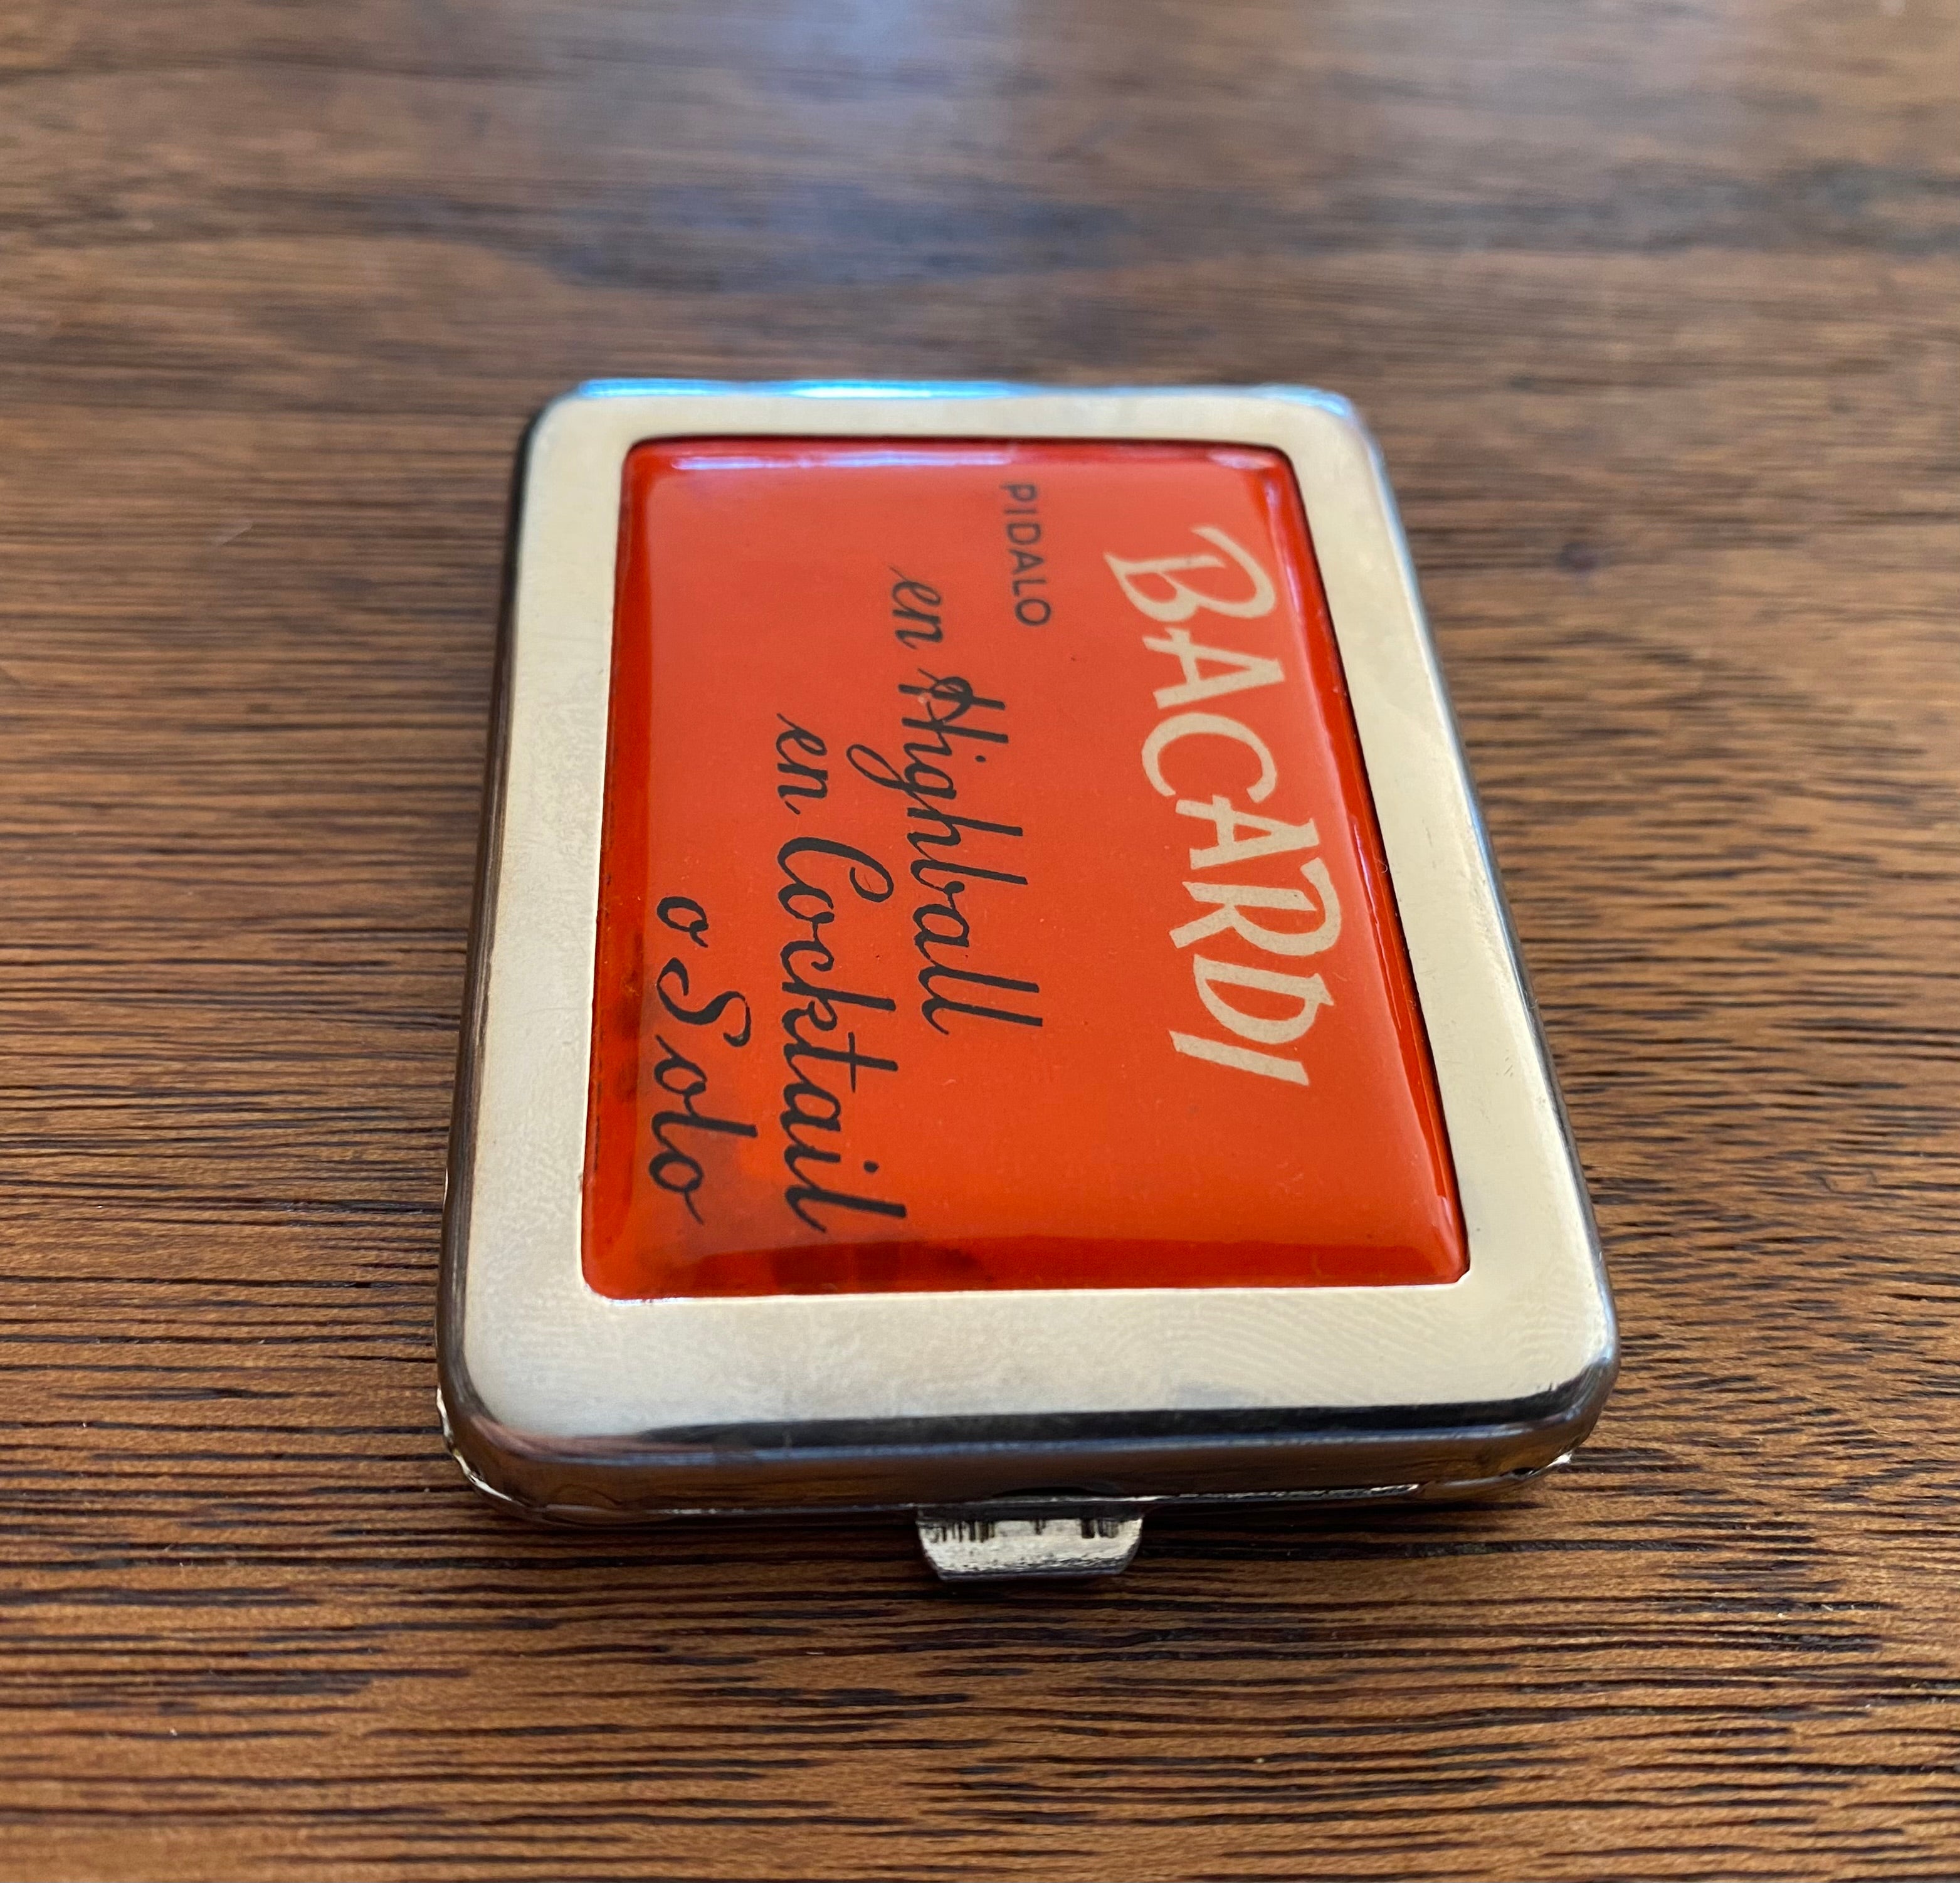 BACARDI
PIDALO
en Highball
en Cocktail
o Solo